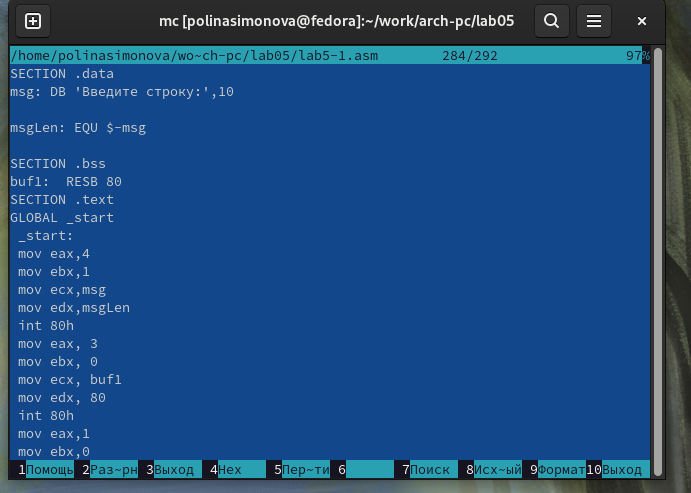 mc [polinasimonova@fedora]:~/work/arch-pc/lab05
/home/polinasimonova/wo~ch-pc/lab05/lab5-1.asm 284/292 97%
SECTION .data
msg: DB 'Введите строку:',10
msgLen: EQU $-msg
SECTION .bss
buf1: RESB 80
SECTION .text
GLOBAL _start
_start:
mov eax,4
mov ebx,1
mov ecx,msg
mov edx,msgLen
int 80h
mov eax, 3
mov ebx, 0
mov ecx, buf1
mov edx, 80
int 80h
mov eax,1
mov ebx,0
1Помощь 2Раз~рн 3Выход 4Hex 5Пер~ти 6 7Поиск 8Исх~ый 9Формат 10Выход